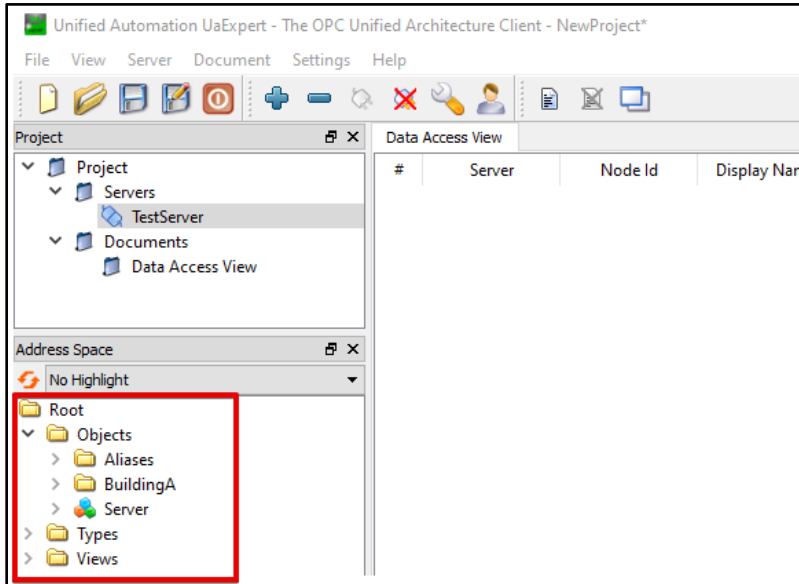 Unified Automation UaExpert - The OPC Unified Architecture Client - NewProject*
File View Server Document Settings Help
Project
Project
Servers
TestServer
Documents
Data Access View
Address Space
No Highlight
Root
Objects
Aliases
BuildingA
Server
Types
Views
Data Access View
# Server Node Id Display Nar